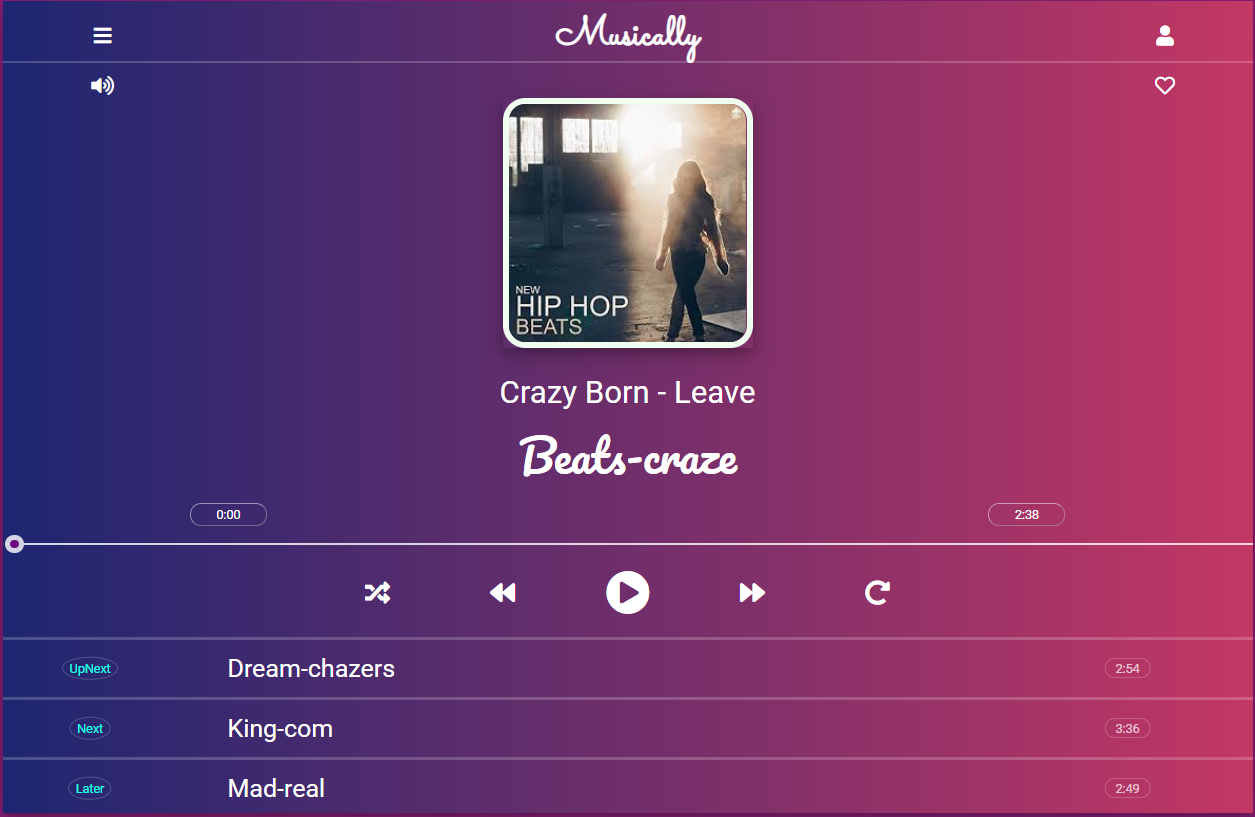 Musically
NEW
HIP HOP
BEATS
Crazy Born - Leave
Beats-craze
0:00 2:38
UpNext Dream-chazers 2:54
Next King-com 3:36
Later Mad-real 2:49